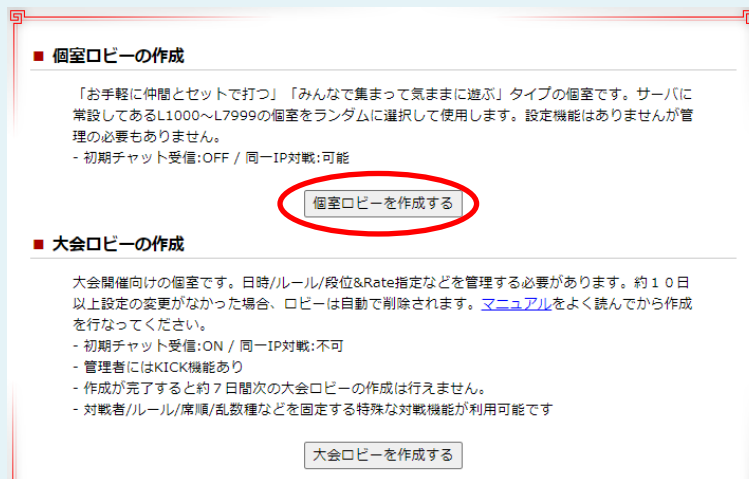 ■ 個室ロビーの作成
「お手軽に仲間とセットで打つ」「みんなで集まって気ままに遊ぶ」タイプの個室です。サーバに
常設してあるL1000～L7999の個室をランダムに選択して使用します。設定機能はありませんが管
理の必要もありません。
- 初期チャット受信:OFF / 同一IP対戦:可能
個室ロビーを作成する
■ 大会ロビーの作成
大会開催向けの個室です。日時/ルール/段位&Rate指定などを管理する必要があります。約１０日
以上設定の変更がなかった場合、ロビーは自動で削除されます。マニュアルをよく読んでから作成
を行なってください。
- 初期チャット受信:ON / 同一IP対戦:不可
- 管理者にはKICK機能あり
- 作成が完了すると約７日間次の大会ロビーの作成は行えません。
- 対戦者/ルール/席順/乱数種などを固定する特殊な対戦機能が利用可能です
大会ロビーを作成する